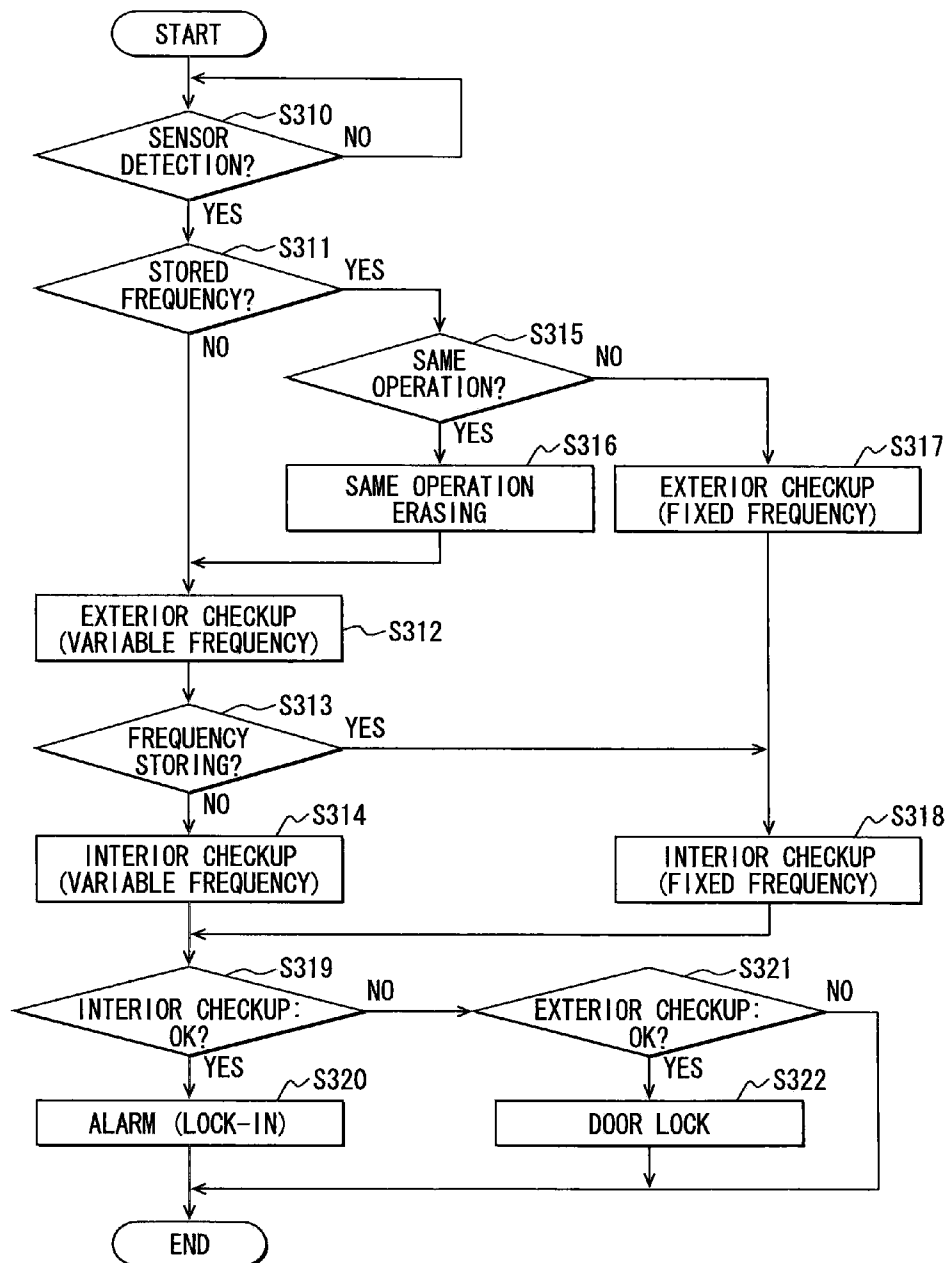 START
S310
SENSOR
DETECTION?
NO
YES
S311
STORED
FREQUENCY?
YES
NO
S315
SAME
OPERATION?
NO
YES
S316
SAME OPERATION
ERASING
S317
EXTERIOR CHECKUP
(FIXED FREQUENCY)
EXTERIOR CHECKUP
(VARIABLE FREQUENCY)
S312
S313
FREQUENCY
STORING?
YES
NO
S314
INTERIOR CHECKUP
(VARIABLE FREQUENCY)
S318
INTERIOR CHECKUP
(FIXED FREQUENCY)
S319
INTERIOR CHECKUP:
OK?
NO
YES
S321
EXTERIOR CHECKUP:
OK?
NO
YES
S320
ALARM (LOCK-IN)
S322
DOOR LOCK
END